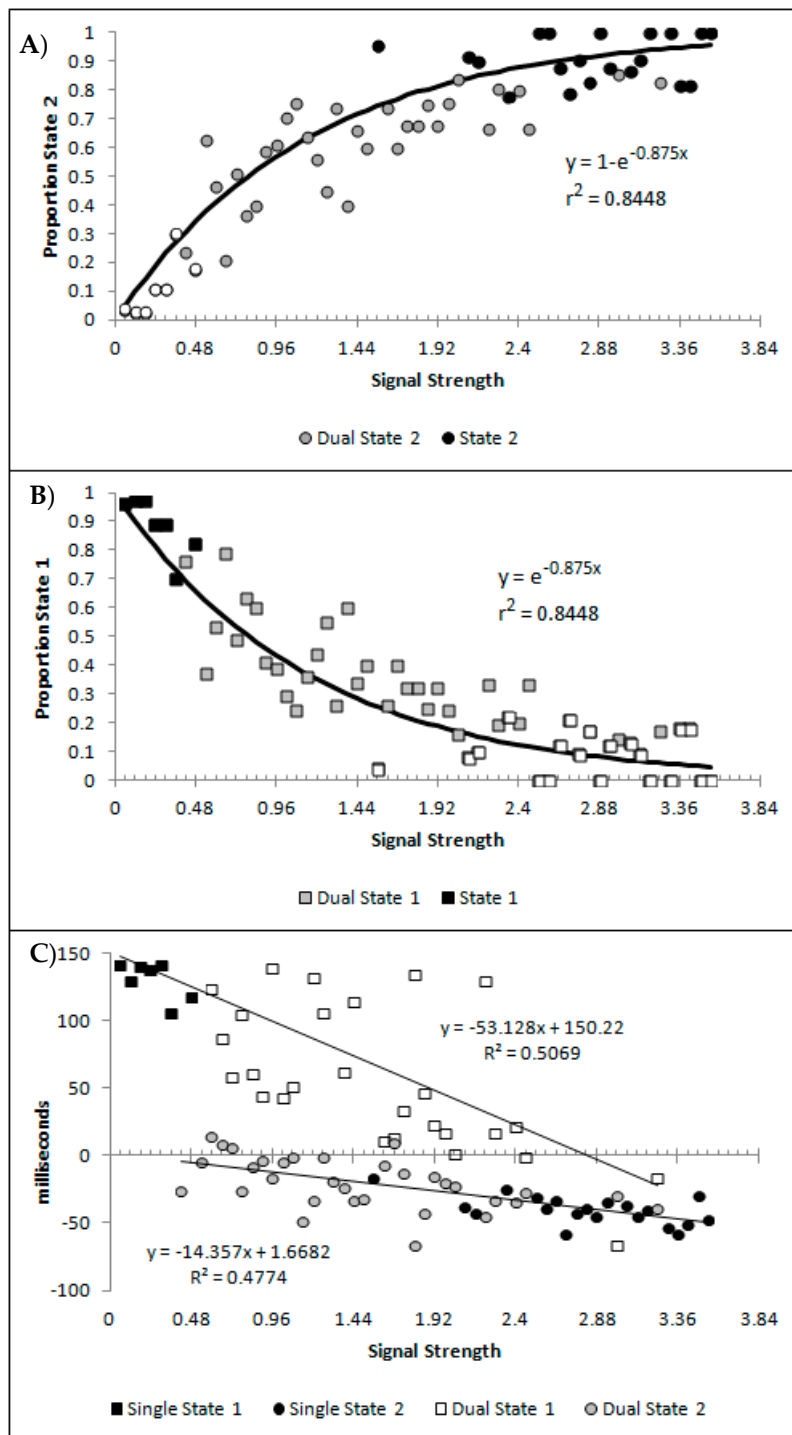 A)
Proportion State 2
1
0.9
0.8
0.7
0.6
0.5
0.4
0.3
0.2
0.1
0
y = 1-e^-0.875x
r² = 0.8448
0 0.48 0.96 1.44 1.92 2.4 2.88 3.36 3.84
Signal Strength
Dual State 2 State 2
B)
Proportion State 1
1
0.9
0.8
0.7
0.6
0.5
0.4
0.3
0.2
0.1
0
y = e^-0.875x
r² = 0.8448
0 0.48 0.96 1.44 1.92 2.4 2.88 3.36 3.84
Signal Strength
Dual State 1 State 1
C)
milliseconds
150
100
50
0
-50
-100
y = -53.128x + 150.22
R² = 0.5069
y = -14.357x + 1.6682
R² = 0.4774
0 0.48 0.96 1.44 1.92 2.4 2.88 3.36 3.84
Signal Strength
Single State 1 Single State 2 Dual State 1 Dual State 2